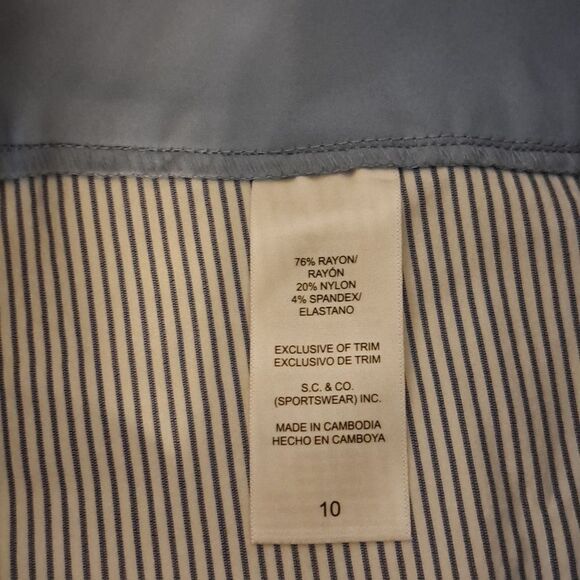 76% RAYON/
RAYÓN
20% NYLON
4% SPANDEX/
ELASTANO
EXCLUSIVE OF TRIM
EXCLUSIVO DE TRIM
S.C. & CO.
(SPORTSWEAR) INC.
MADE IN CAMBODIA
HECHO EN CAMBOYA
10